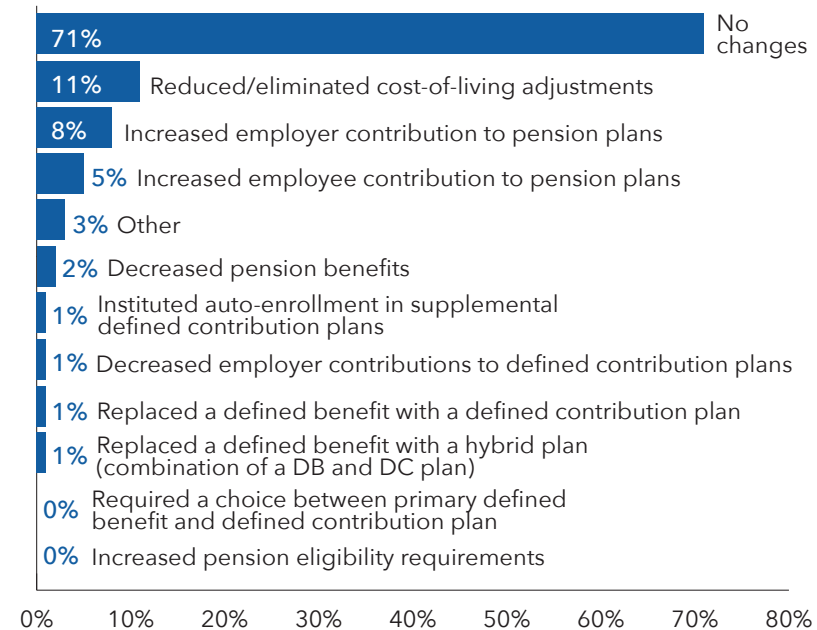 71% No
changes
11% Reduced/eliminated cost-of-living adjustments
8% Increased employer contribution to pension plans
5% Increased employee contribution to pension plans
3% Other
2% Decreased pension benefits
1% Instituted auto-enrollment in supplemental
defined contribution plans
1% Decreased employer contributions to defined contribution plans
1% Replaced a defined benefit with a defined contribution plan
1% Replaced a defined benefit with a hybrid plan
(combination of a DB and DC plan)
0% Required a choice between primary defined
benefit and defined contribution plan
0% Increased pension eligibility requirements
0% 10% 20% 30% 40% 50% 60% 70% 80%